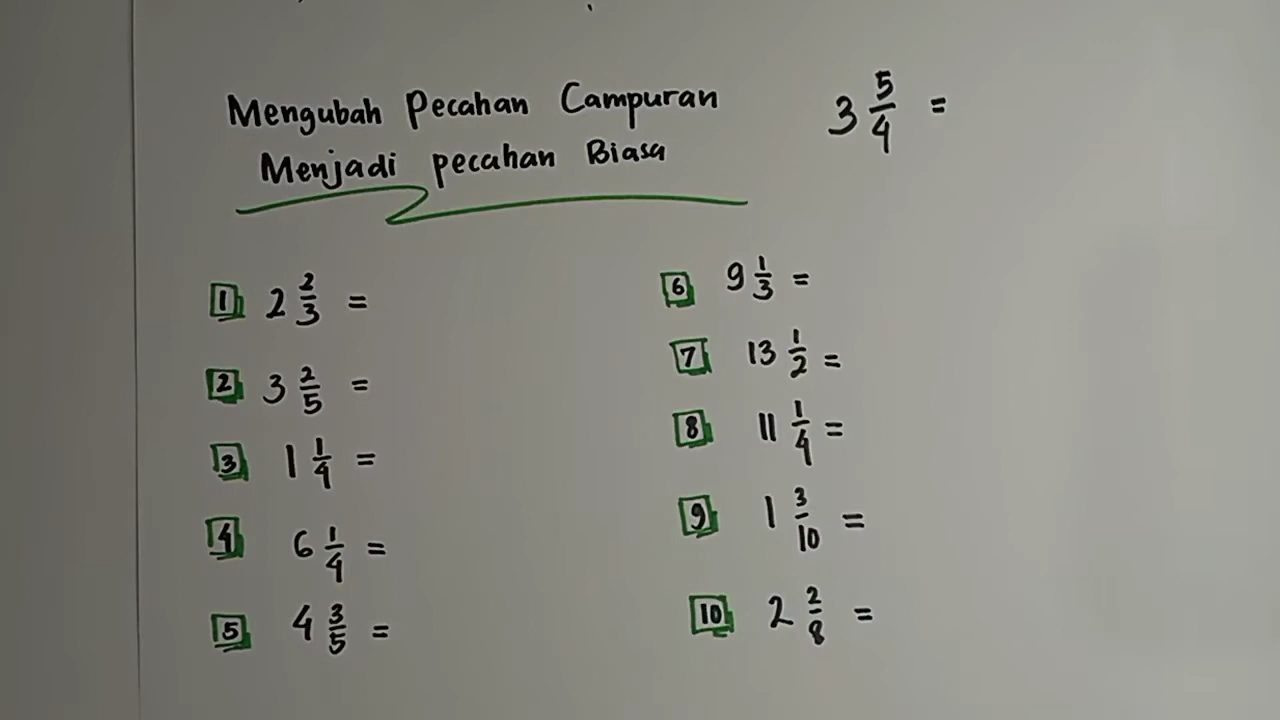 Mengubah Pecahan Campuran
Menjadi pecahan Biasa
3 5/4 =
1 2 2/3 =
2 3 2/5 =
3 1 1/4 =
4 6 1/4 =
5 4 3/5 =
6 9 1/3 =
7 13 1/2 =
8 11 1/4 =
9 1 3/10 =
10 2 2/8 =